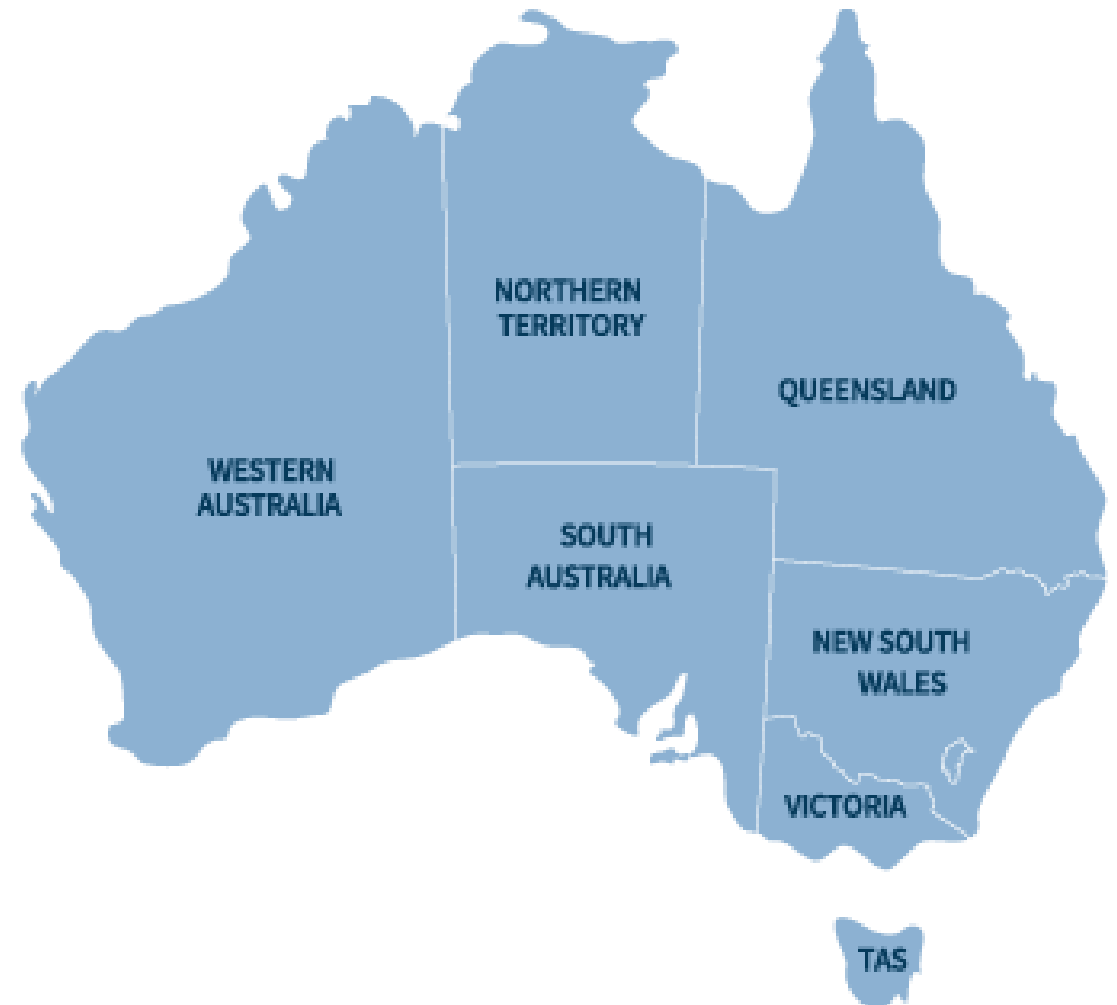 NORTHERN
TERRITORY
QUEENSLAND
WESTERN
AUSTRALIA
SOUTH
AUSTRALIA
NEW SOUTH
WALES
VICTORIA
TAS